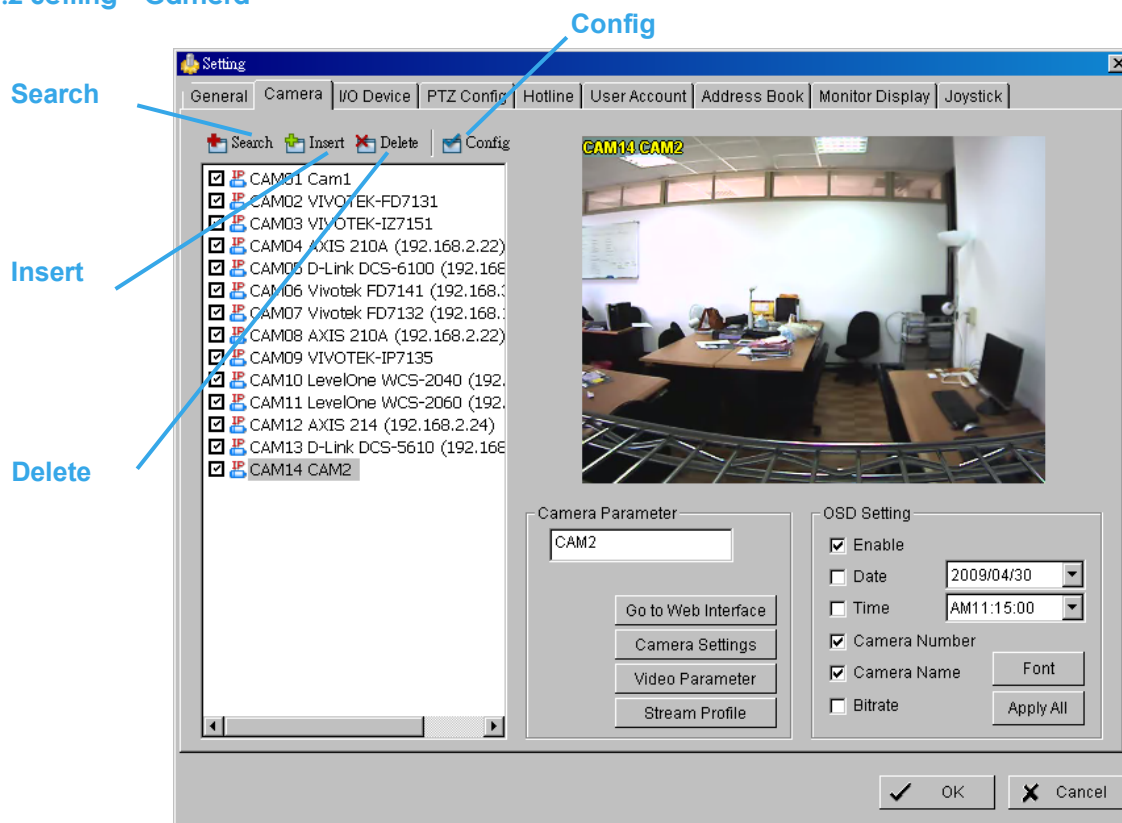 Config
Search
Insert
Delete
Setting
General Camera I/O Device PTZ Config Hotline User Account Address Book Monitor Display Joystick
Search Insert Delete Config
CAM01 Cam1
CAM02 VIVOTEK-FD7131
CAM03 VIVOTEK-IZ7151
CAM04 AXIS 210A (192.168.2.22)
CAM05 D-Link DCS-6100 (192.168
CAM06 Vivotek FD7141 (192.168.
CAM07 Vivotek FD7132 (192.168.
CAM08 AXIS 210A (192.168.2.22)
CAM09 VIVOTEK-IP7135
CAM10 LevelOne WCS-2040 (192.
CAM11 LevelOne WCS-2060 (192.
CAM12 AXIS 214 (192.168.2.24)
CAM13 D-Link DCS-5610 (192.168
CAM14 CAM2
CAM14 CAM2
Camera Parameter
CAM2
Go to Web Interface
Camera Settings
Video Parameter
Stream Profile
OSD Setting
Enable
Date 2009/04/30
Time AM11:15:00
Camera Number
Camera Name Font
Bitrate Apply All
OK Cancel